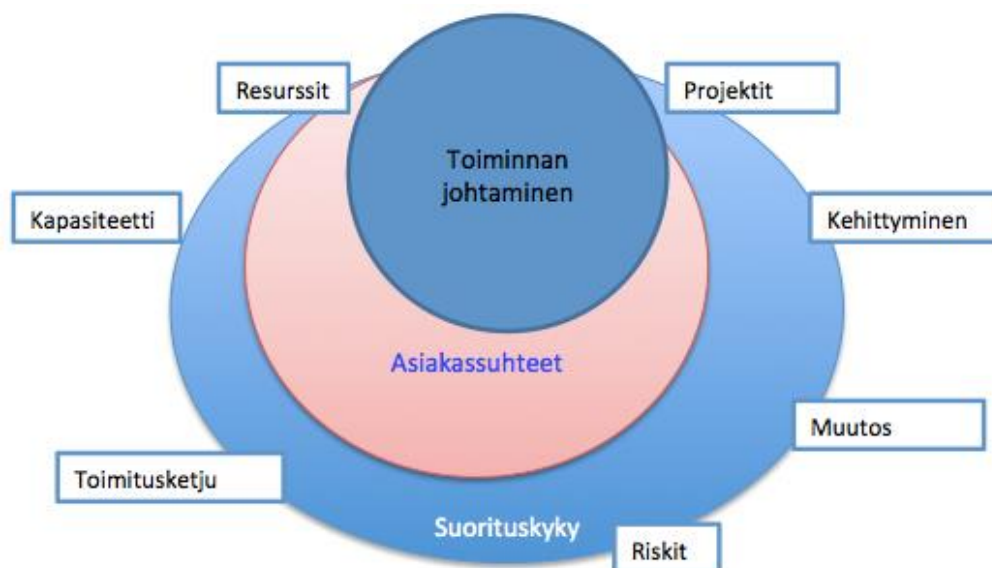 Resurssit
Projektit
Toiminnan
johtaminen
Kapasiteetti
Kehittyminen
Asiakassuhteet
Muutos
Toimitusketju
Suorituskyky
Riskit